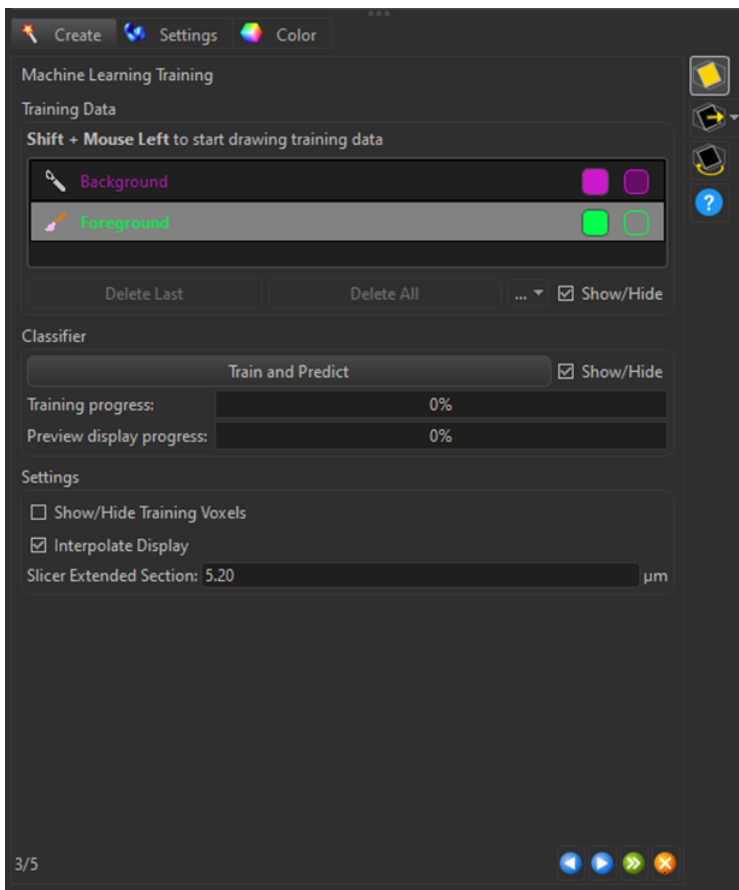 Create Settings Color
Machine Learning Training
Training Data
Shift + Mouse Left to start drawing training data
Background
Foreground
Delete Last Delete All ... Show/Hide
Classifier
Train and Predict Show/Hide
Training progress: 0%
Preview display progress: 0%
Settings
Show/Hide Training Voxels
Interpolate Display
Slicer Extended Section: 5.20 µm
3/5